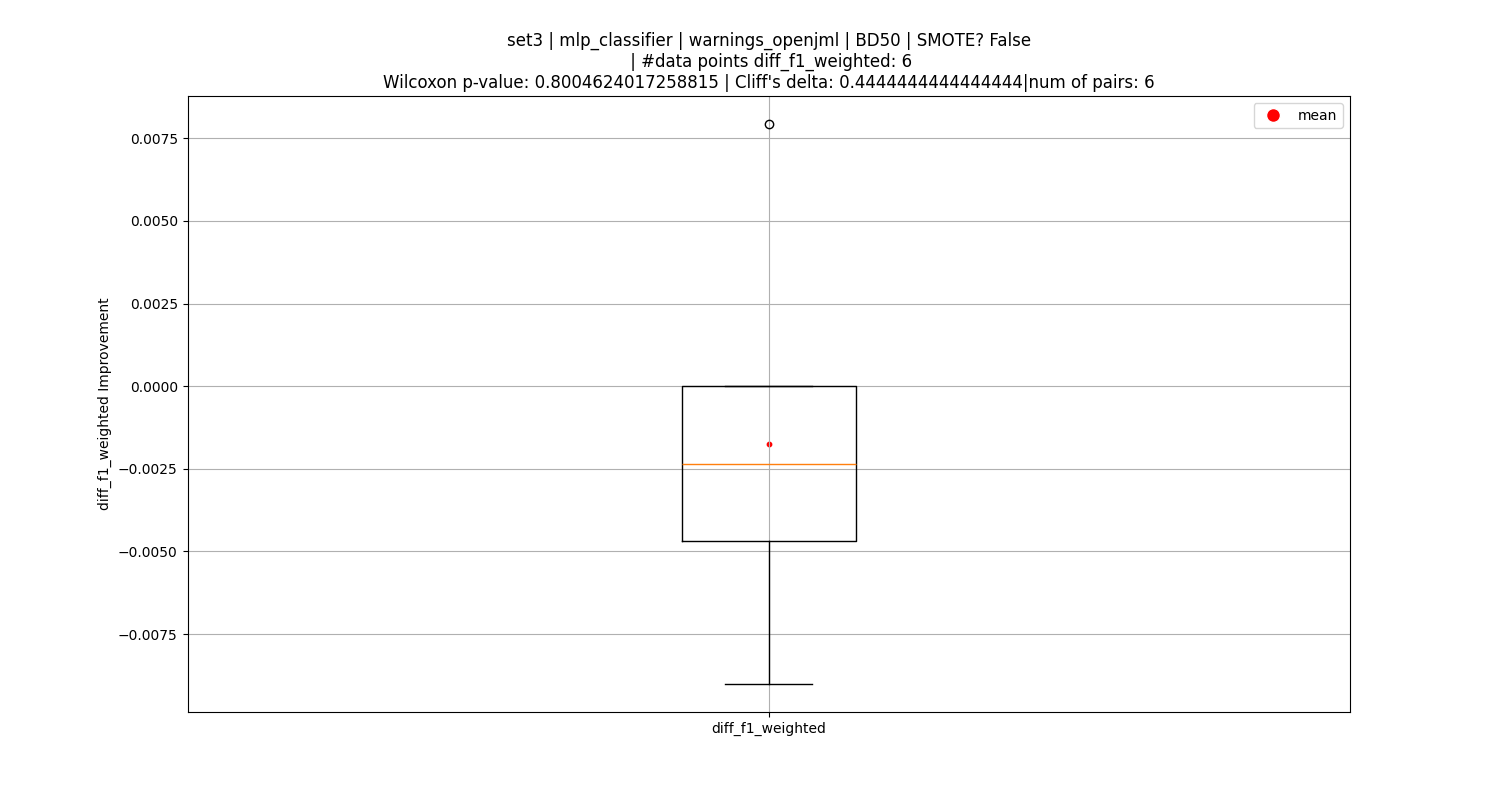 set3 | mlp_classifier | warnings_openjml | BD50 | SMOTE? False
| #data points diff_f1_weighted: 6
Wilcoxon p-value: 0.8004624017258815 | Cliff's delta: 0.4444444444444444|num of pairs: 6
mean
0.0075
0.0050
0.0025
0.0000
−0.0025
−0.0050
−0.0075
diff_f1_weighted Improvement
diff_f1_weighted